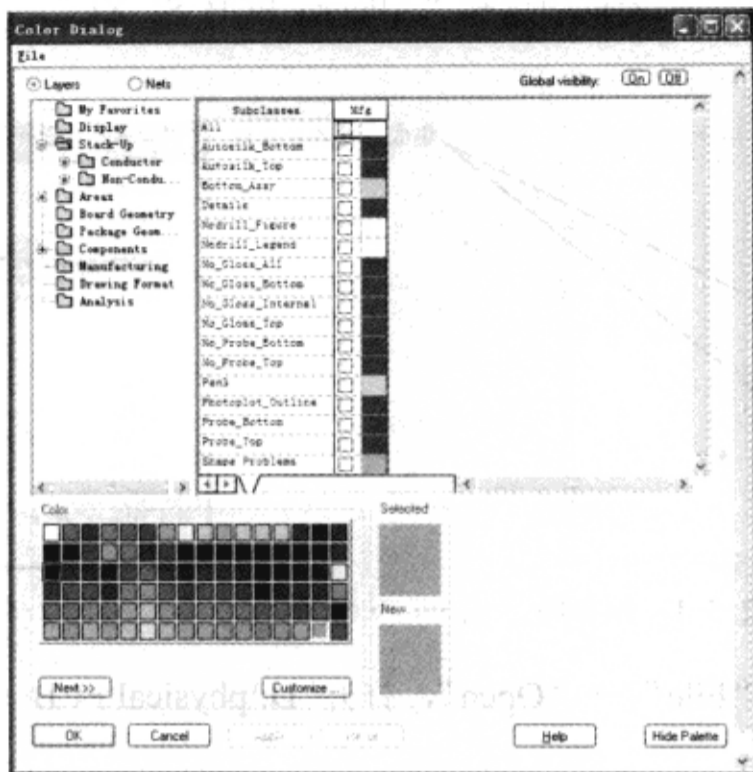 Color Dialog
File
Layers
Nets
Global visibility:
On
Off
My Favorites
Display
Stack-Up
Conductor
Non-Condu...
Areas
Board Geometry
Package Geom...
Components
Manufacturing
Drawing Format
Analysis
Subclasses
Mfg
All
Autosilk_Bottom
Autosilk_Top
Bottom_Assy
Details
Ncdrill_Figure
Ncdrill_Legend
No_Gloss_All
No_Gloss_Bottom
No_Gloss_Internal
No_Gloss_Top
No_Probe_Bottom
No_Probe_Top
Pen3
Photoplot_Outline
Probe_Bottom
Probe_Top
Shape Problems
Color
Selected
New
Next >>
Customize ...
OK
Cancel
Help
Hide Palette